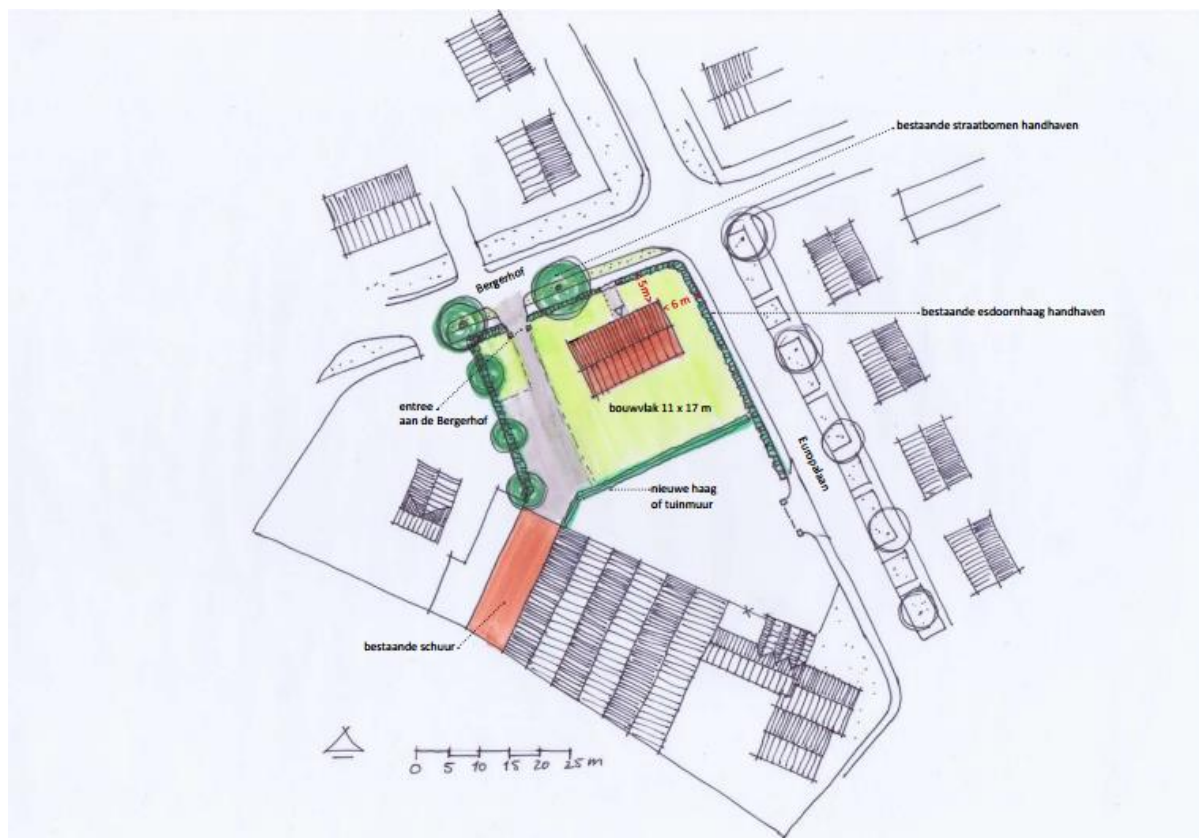 bestaande straatbomen handhaven
Bergerhof
5m>
< 6 m
bestaande esdoornhaag handhaven
entree
aan de Bergerhof
bouwvlak 11 x 17 m
Europalaan
nieuwe haag
of tuinmuur
bestaande schuur
0 5 10 15 20 25 m